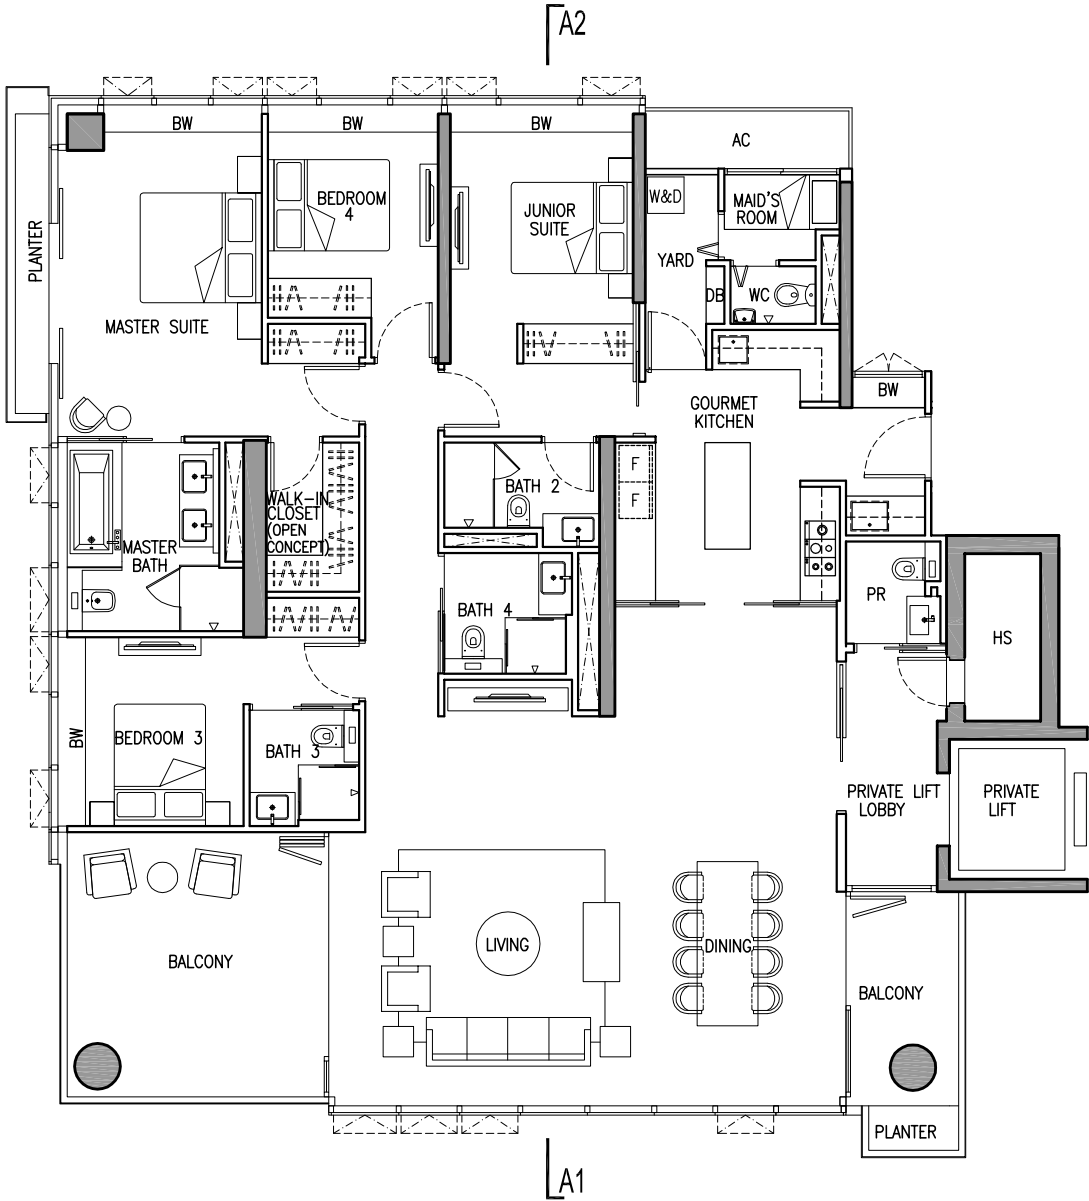 A2
BW
BW
BW
AC
BEDROOM
4
JUNIOR
SUITE
W&D
MAID'S
ROOM
PLANTER
YARD
DB
WC
MASTER SUITE
BW
GOURMET
KITCHEN
F
F
BATH 2
WALK-IN
CLOSET
(OPEN
CONCEPT)
MASTER
BATH
BATH 4
PR
HS
BW
BEDROOM 3
BATH 3
PRIVATE LIFT
LOBBY
PRIVATE
LIFT
LIVING
DINING
BALCONY
BALCONY
PLANTER
A1